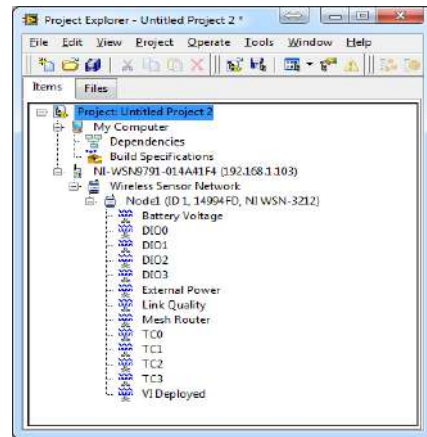 Project Explorer - Untitled Project 2 *
File Edit View Project Operate Tools Window Help
Items Files
Project: Untitled Project 2
My Computer
Dependencies
Build Specifications
NI-WSN9791-014A41F4 (192.168.1.103)
Wireless Sensor Network
Node1 (ID 1, 14994FD, NI WSN-3212)
Battery Voltage
DIO0
DIO1
DIO2
DIO3
External Power
Link Quality
Mesh Router
TC0
TC1
TC2
TC3
VI Deployed